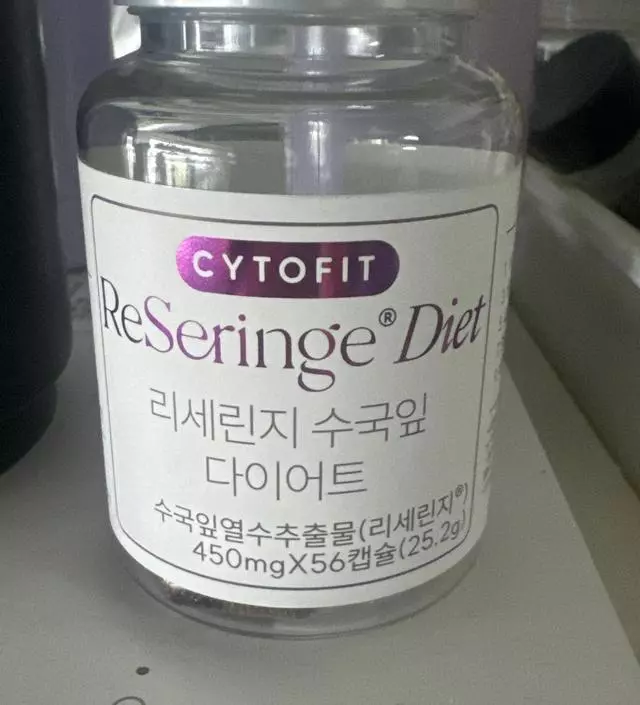 CYTOFIT
ReSeringe® Diet
리세린지 수국잎
다이어트
수국잎열수추출물(리세린지®)
450mgX56캡슐(25.2g)